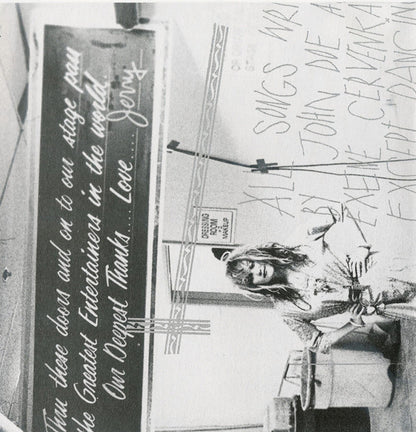 Thru these doors and on to our stage pass
the Greatest Entertainers in the world.
Our Deepest Thanks.... Love.... Jerry
DRESSING
ROOM
MAKEUP
ALL SONGS WRI
BY JOHN DOE A
EXENE CERVENKA
EXCEPT DANCIN